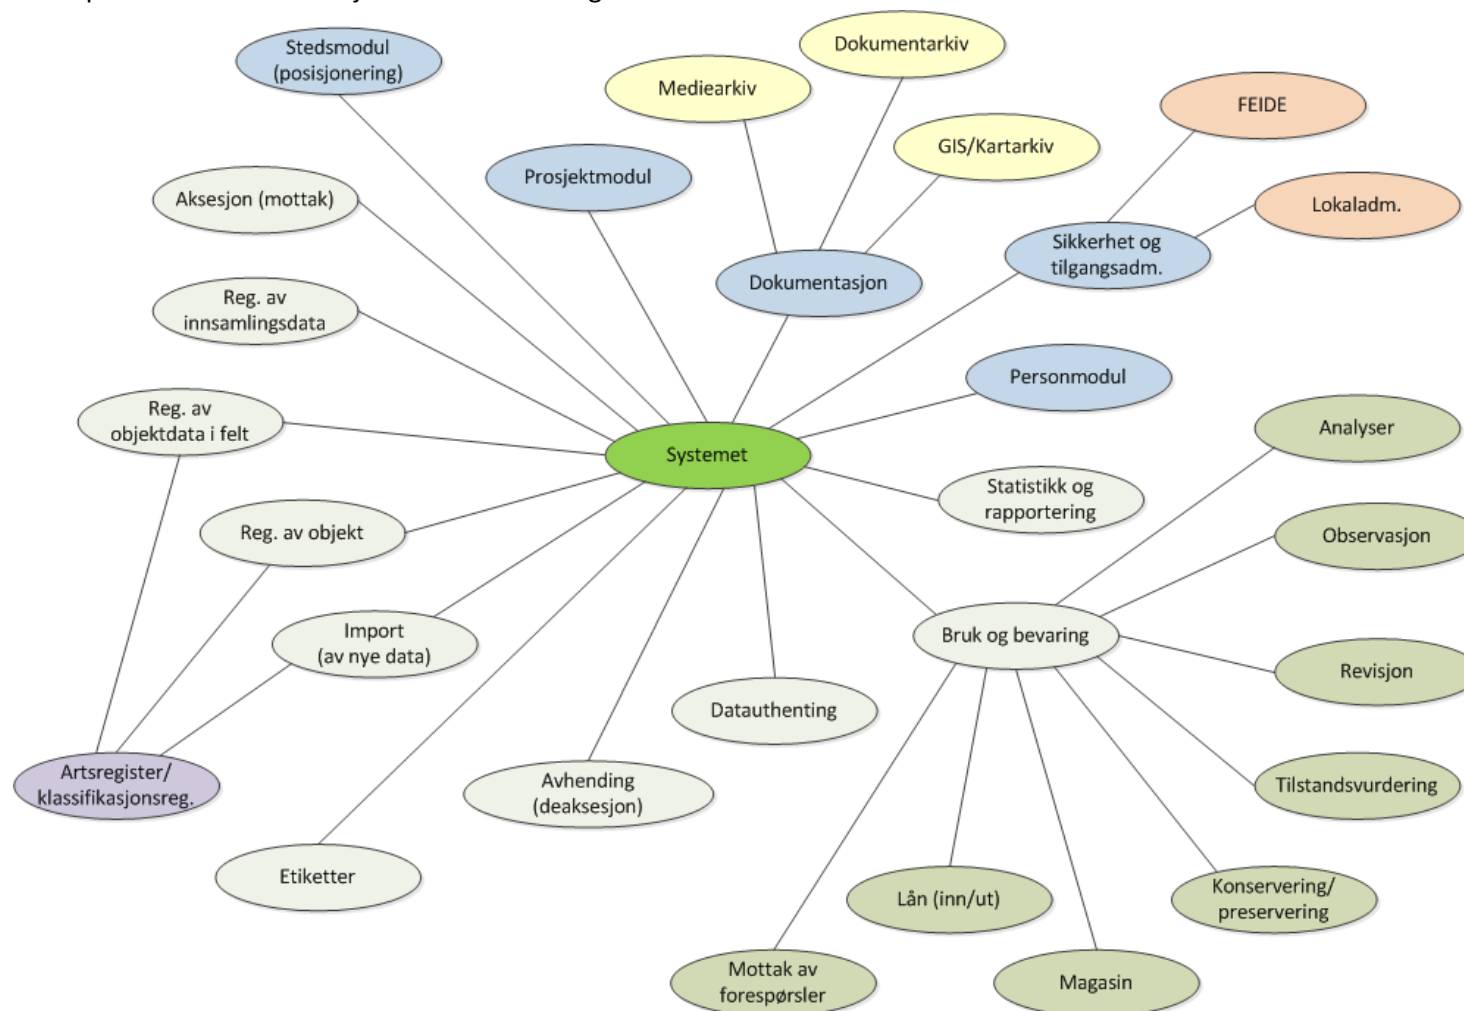 Dokumentarkiv
Stedsmodul
(posisjonering)
Mediearkiv
FEIDE
GIS/Kartarkiv
Prosjektmodul
Aksesjon (mottak)
Lokaladm.
Sikkerhet og
tilgangsadm.
Dokumentasjon
Reg. av
innsamlingsdata
Personmodul
Reg. av
objektdata i felt
Analyser
Systemet
Statistikk og
rapportering
Reg. av objekt
Observasjon
Import
(av nye data)
Bruk og bevaring
Revisjon
Datauthenting
Artsregister/
klassifikasjonsreg.
Avhending
(deaksesjon)
Tilstandsvurdering
Etiketter
Lån (inn/ut)
Konservering/
preservering
Mottak av
forespørsler
Magasin